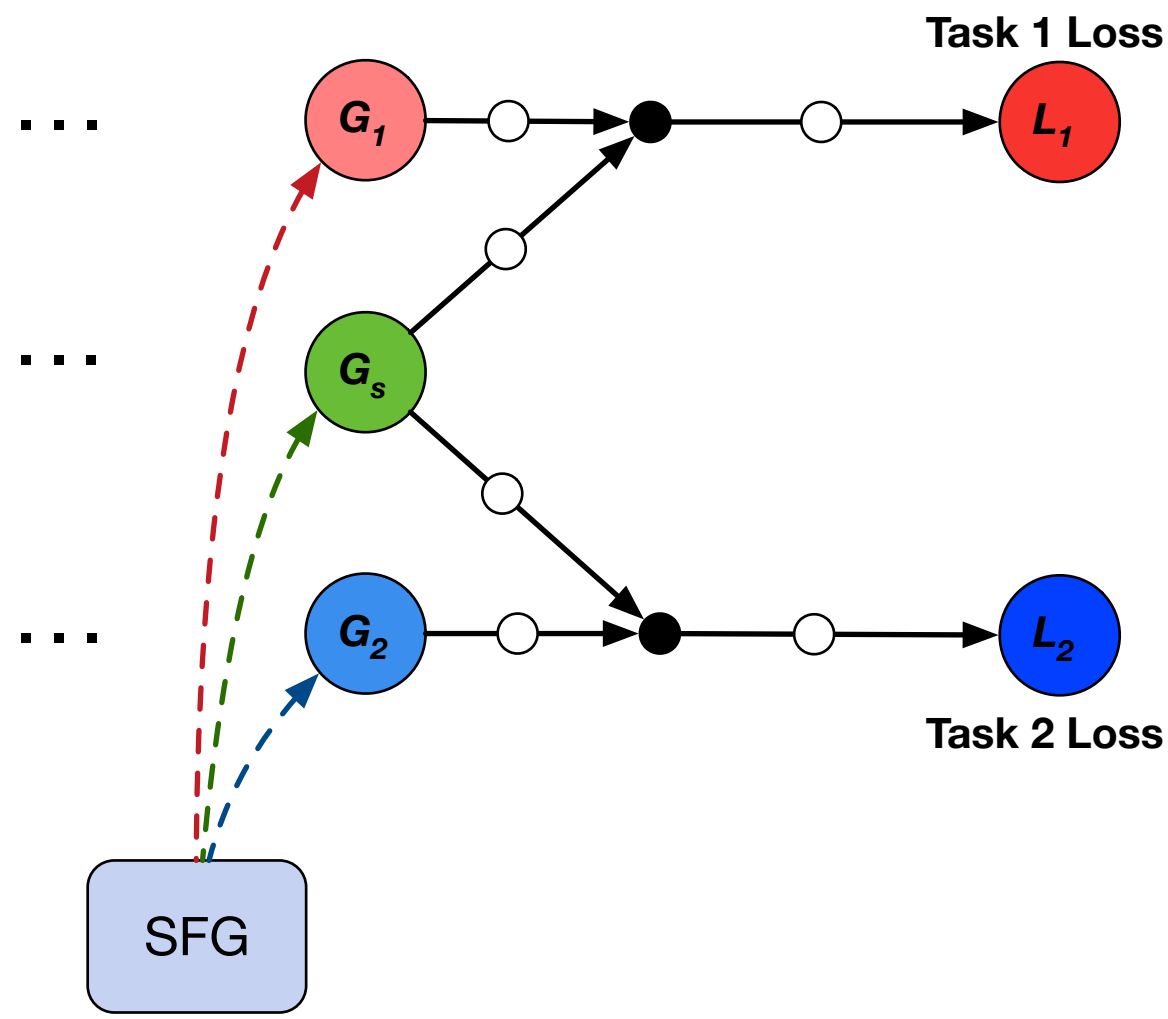 Task 1 Loss
. . .
G1
L1
. . .
Gs
. . .
G2
L2
Task 2 Loss
SFG